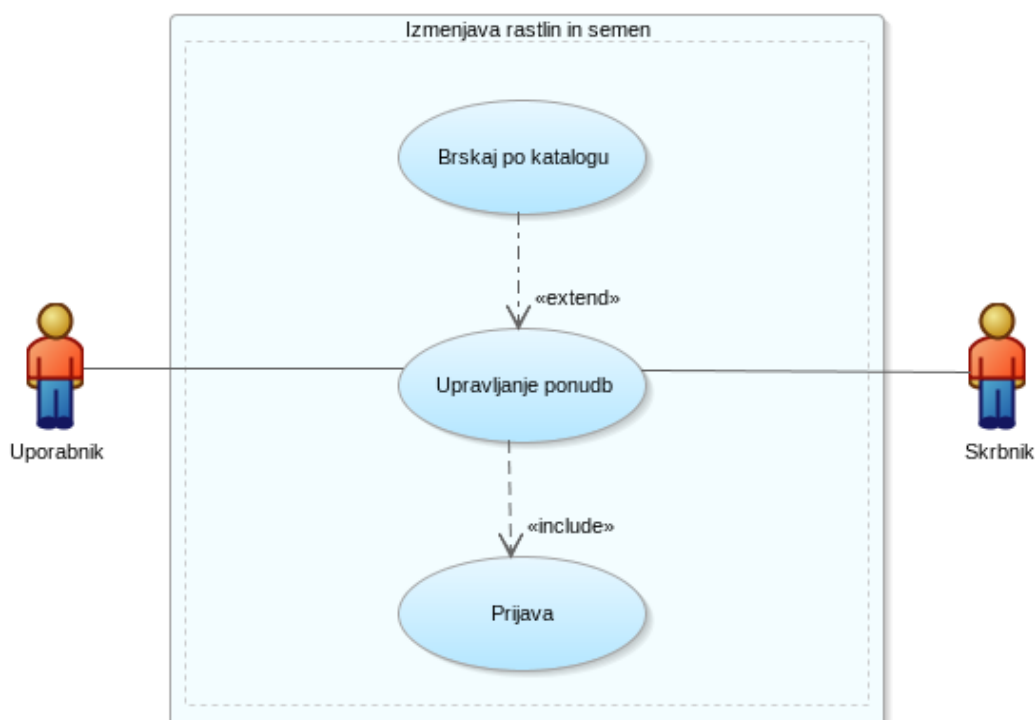 Izmenjava rastlin in semen
Brskaj po katalogu
«extend»
Upravljanje ponudb
Uporabnik
Skrbnik
«include»
Prijava